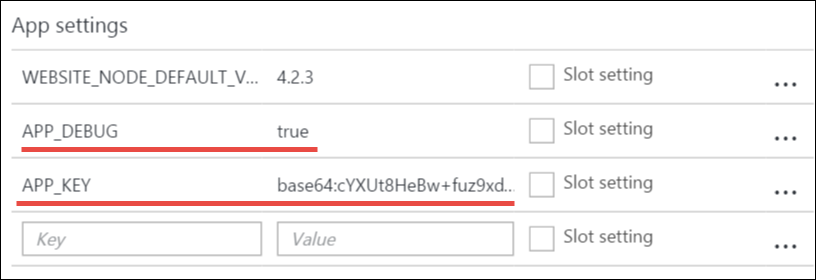 App settings
WEBSITE_NODE_DEFAULT_V... 4.2.3 Slot setting ...
APP_DEBUG true Slot setting ...
APP_KEY base64:cYXUt8HeBw+fuz9xd... Slot setting ...
Key Value Slot setting ...